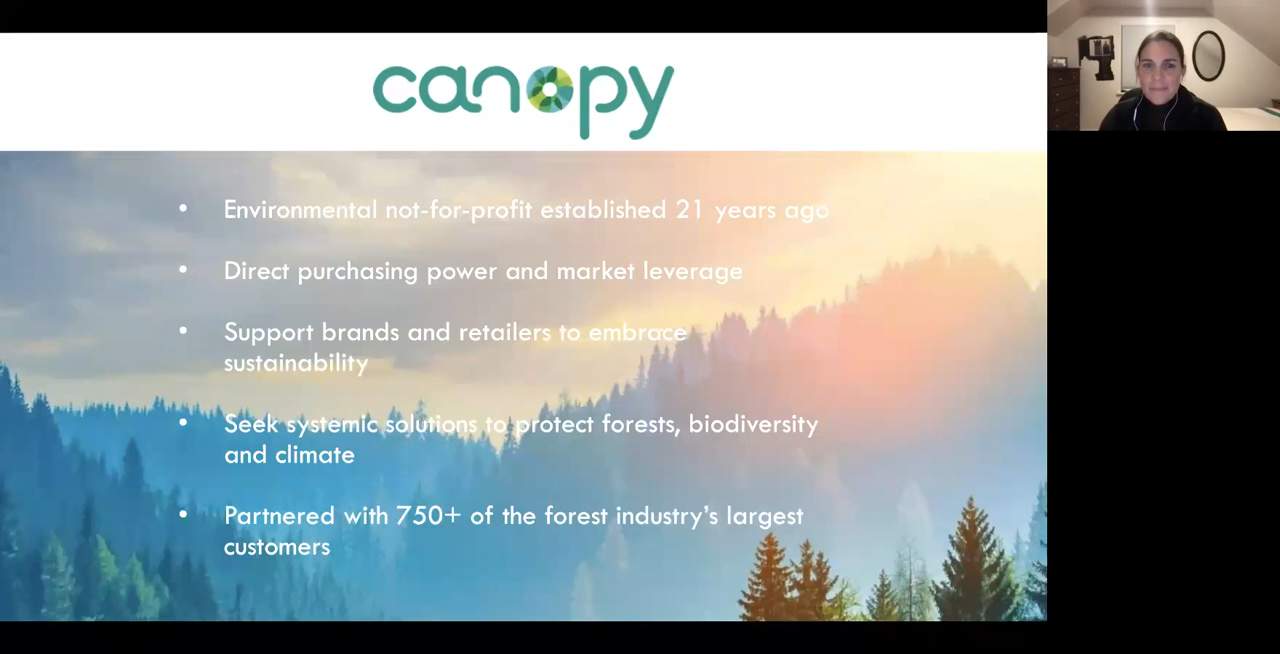 canopy
• Environmental not-for-profit established 21 years ago
• Direct purchasing power and market leverage
• Support brands and retailers to embrace
sustainability
• Seek systemic solutions to protect forests, biodiversity
and climate
• Partnered with 750+ of the forest industry’s largest
customers